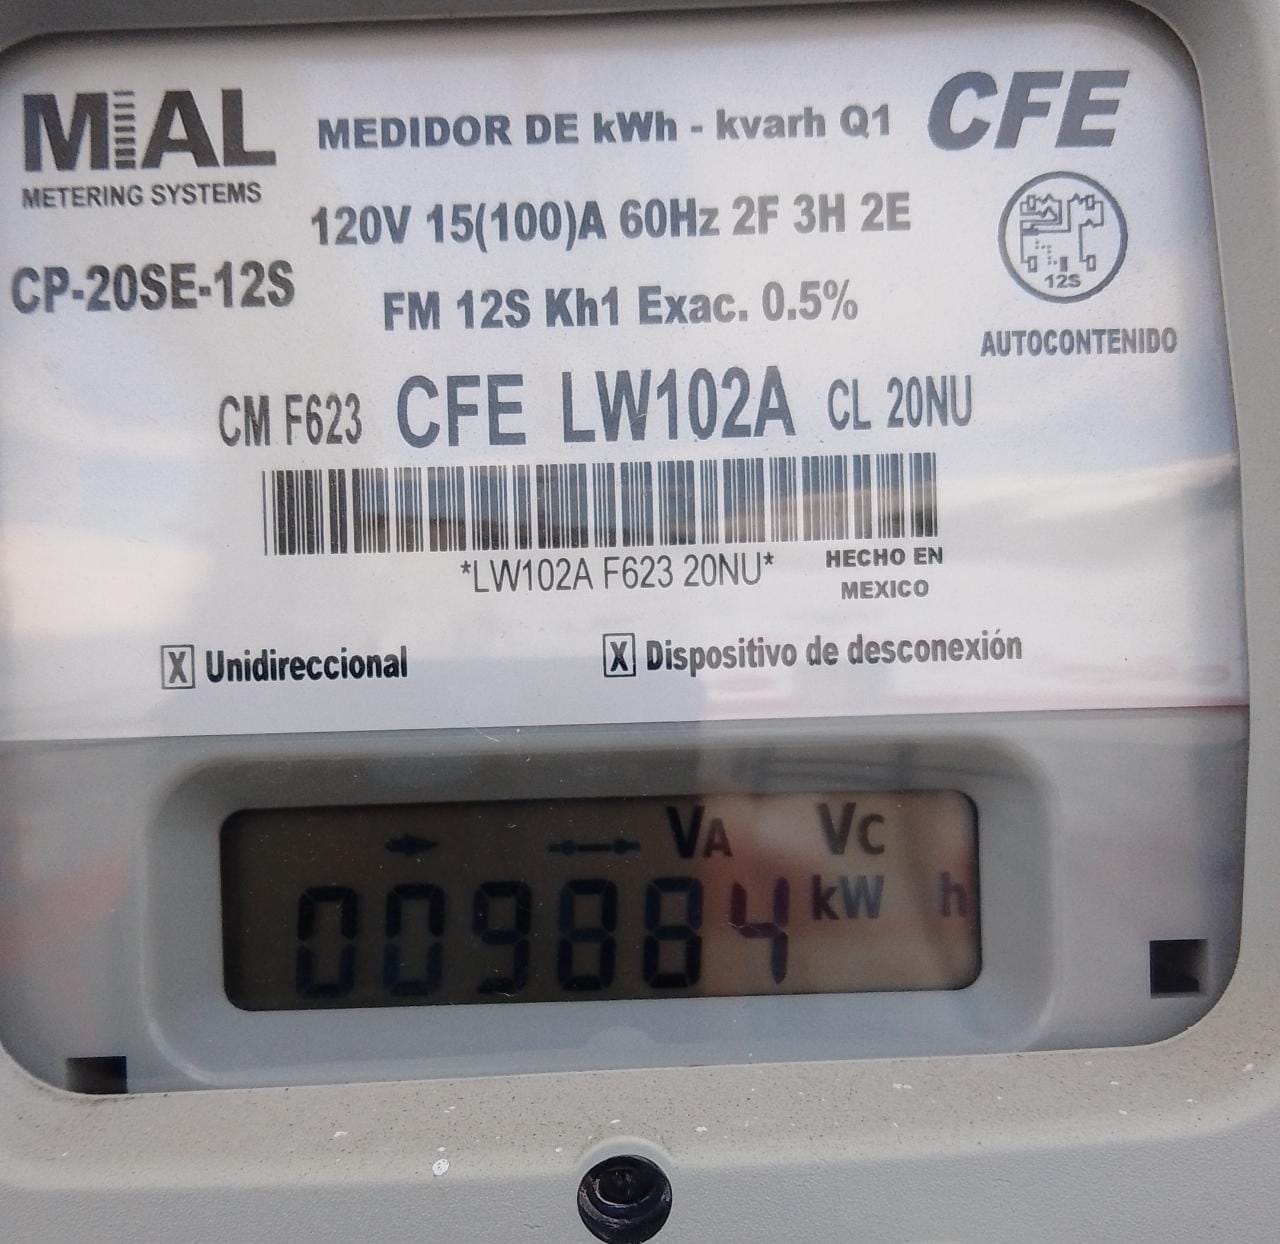 MIAL
METERING SYSTEMS
CP-20SE-12S
MEDIDOR DE kWh - kvarh Q1
120V 15(100)A 60Hz 2F 3H 2E
FM 12S Kh1 Exac. 0.5%
CFE
12S
AUTOCONTENIDO
CM F623 CFE LW102A CL 20NU
*LW102A F623 20NU*
HECHO EN
MEXICO
X Unidireccional
X Dispositivo de desconexión
VA VC
009884 kW h